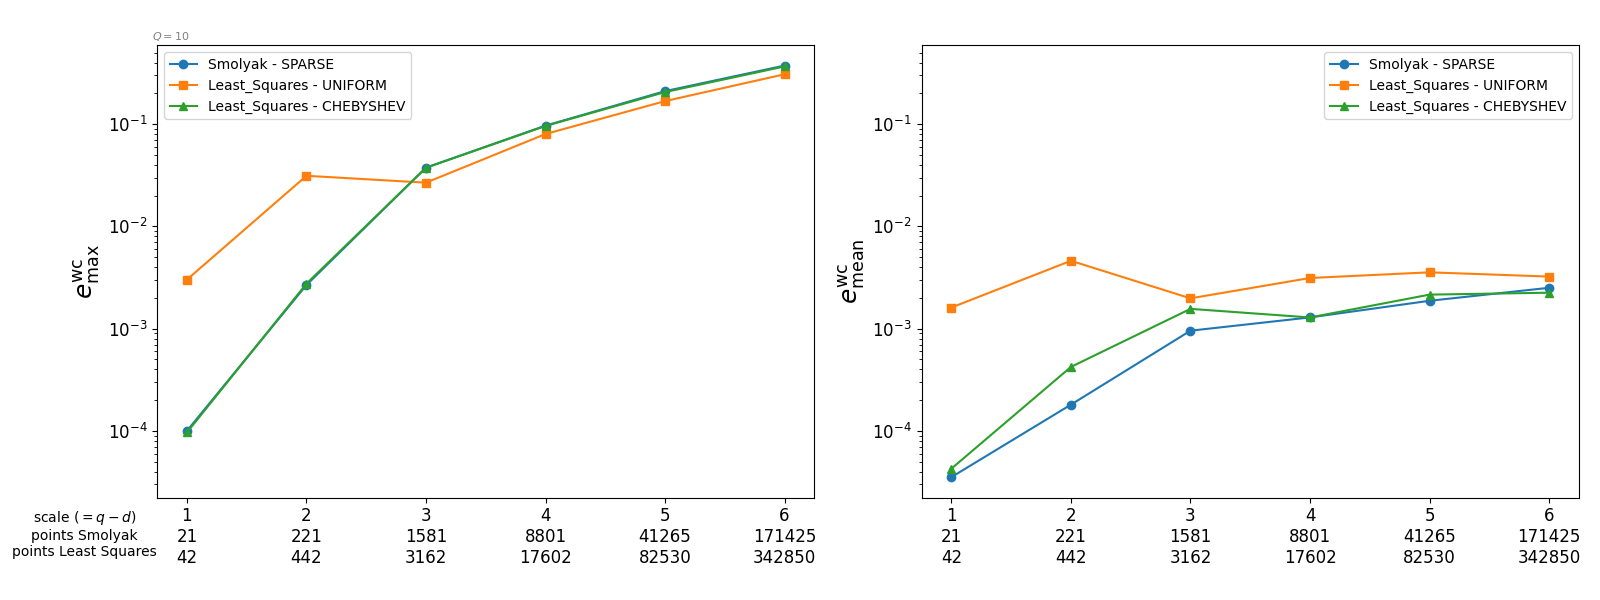 Q = 10
Smolyak - SPARSE
Least_Squares - UNIFORM
Least_Squares - CHEBYSHEV
10⁻¹
10⁻²
10⁻³
10⁻⁴
e^wc_max
scale (= q − d) 1 2 3 4 5 6
points Smolyak 21 221 1581 8801 41265 171425
points Least Squares 42 442 3162 17602 82530 342850
Smolyak - SPARSE
Least_Squares - UNIFORM
Least_Squares - CHEBYSHEV
10⁻¹
10⁻²
10⁻³
10⁻⁴
e^wc_mean
1 2 3 4 5 6
21 221 1581 8801 41265 171425
42 442 3162 17602 82530 342850